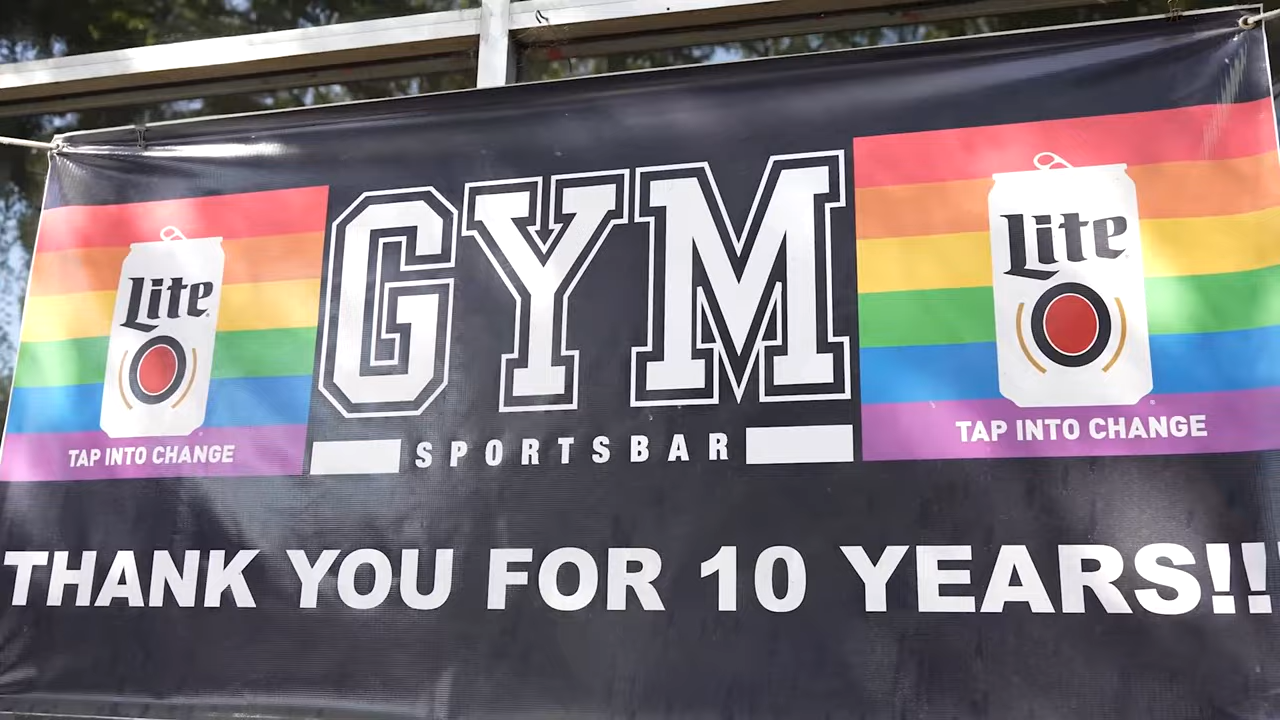 GYM
SPORTSBAR
Lite
TAP INTO CHANGE
Lite
TAP INTO CHANGE
THANK YOU FOR 10 YEARS!!